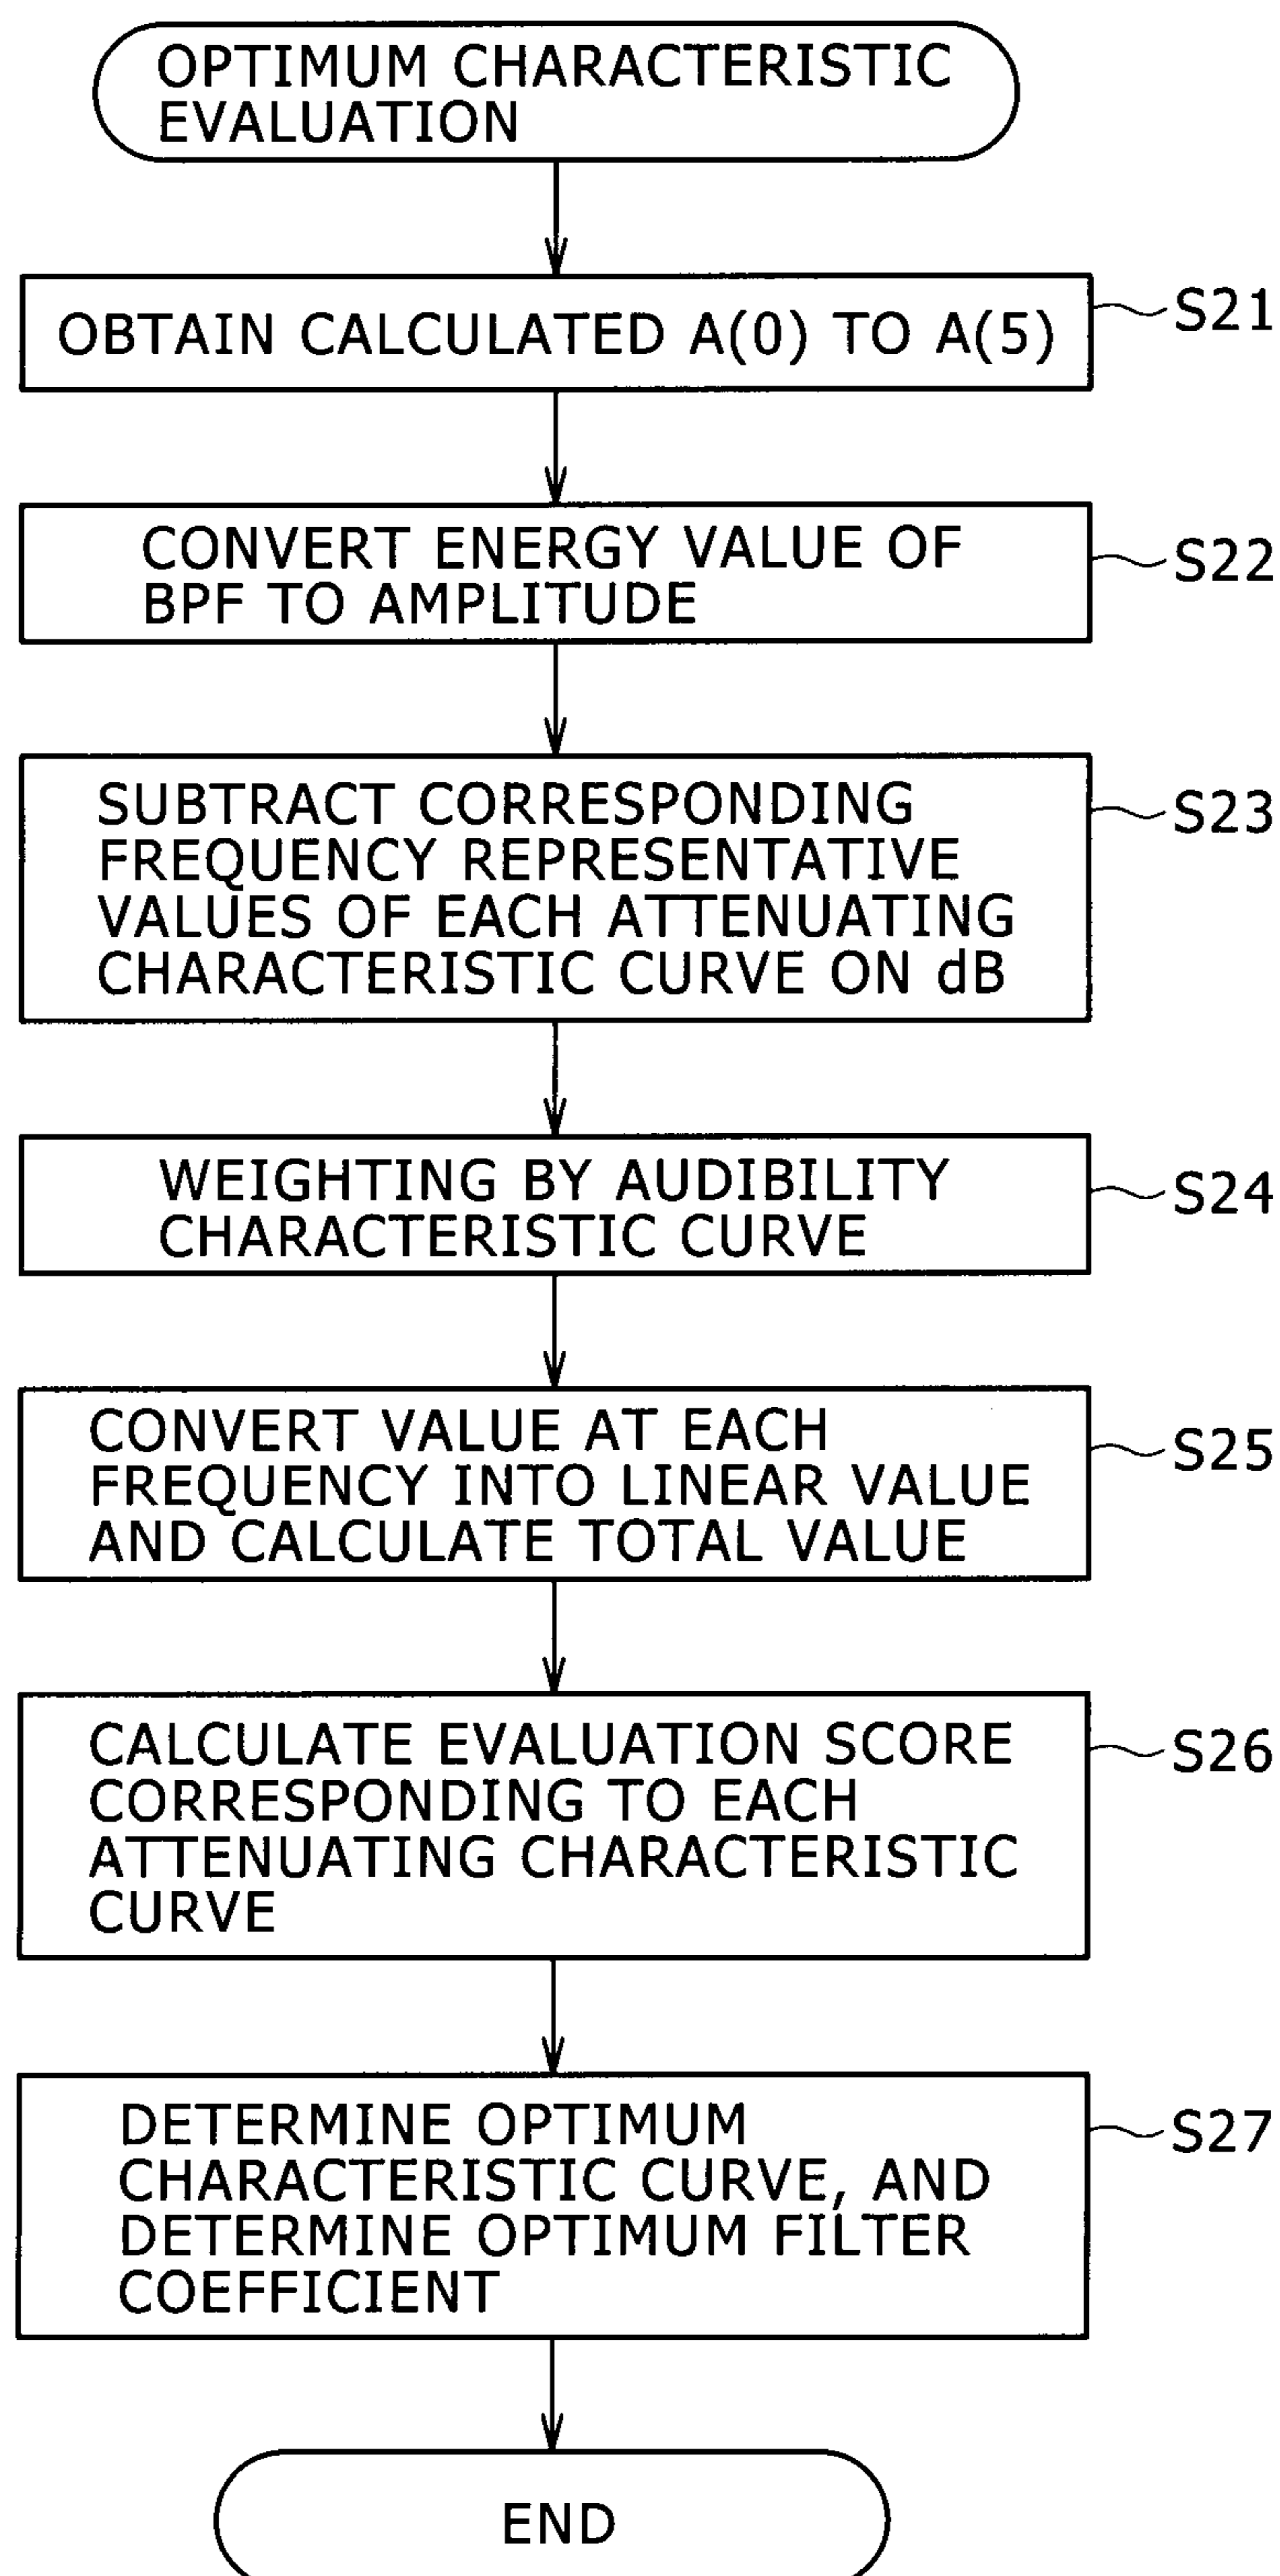 OPTIMUM CHARACTERISTIC
EVALUATION
OBTAIN CALCULATED A(0) TO A(5)
S21
CONVERT ENERGY VALUE OF
BPF TO AMPLITUDE
S22
SUBTRACT CORRESPONDING
FREQUENCY REPRESENTATIVE
VALUES OF EACH ATTENUATING
CHARACTERISTIC CURVE ON dB
S23
WEIGHTING BY AUDIBILITY
CHARACTERISTIC CURVE
S24
CONVERT VALUE AT EACH
FREQUENCY INTO LINEAR VALUE
AND CALCULATE TOTAL VALUE
S25
CALCULATE EVALUATION SCORE
CORRESPONDING TO EACH
ATTENUATING CHARACTERISTIC
CURVE
S26
DETERMINE OPTIMUM
CHARACTERISTIC CURVE, AND
DETERMINE OPTIMUM FILTER
COEFFICIENT
S27
END